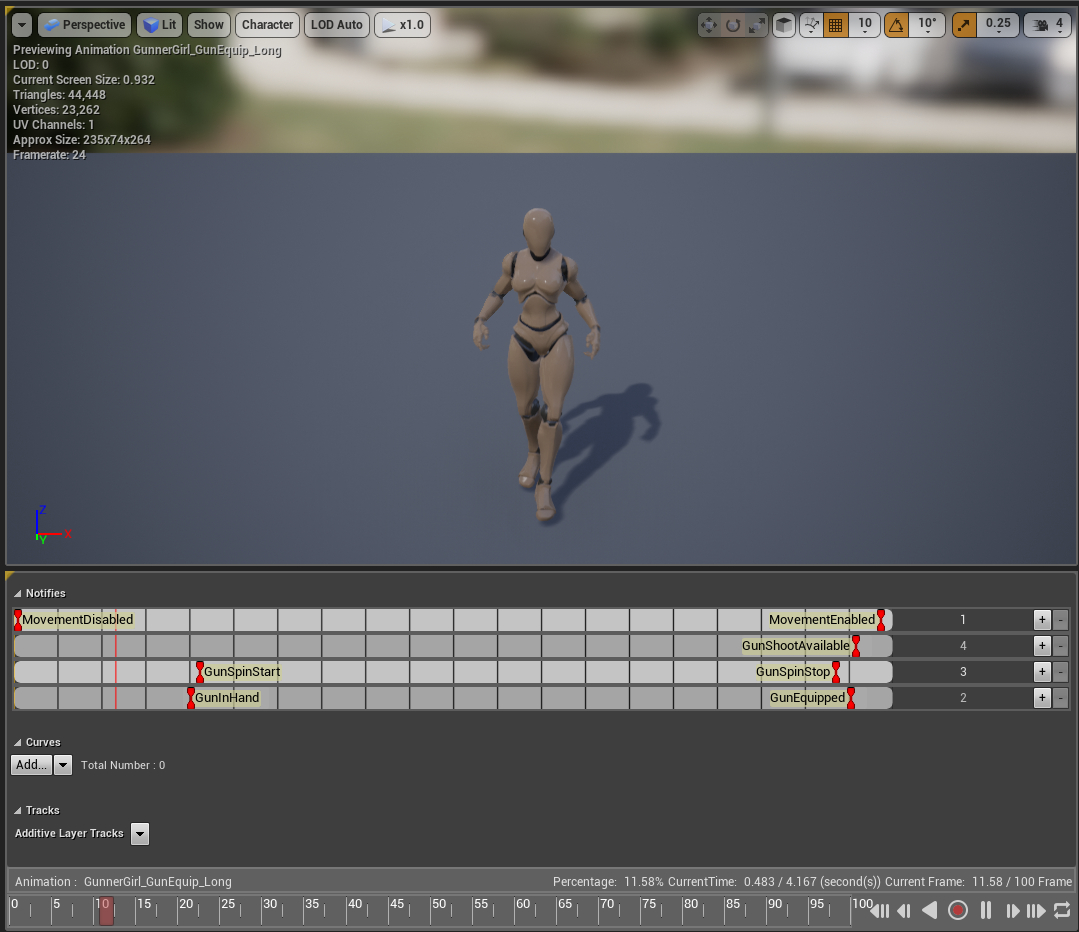 Perspective Lit Show Character LOD Auto x1.0 10 10° 0.25 4
Previewing Animation GunnerGirl_GunEquip_Long
LOD: 0
Current Screen Size: 0.932
Triangles: 44,448
Vertices: 23,262
UV Channels: 1
Approx Size: 235x74x264
Framerate: 24
Z
X
Y
Notifies
MovementDisabled MovementEnabled 1 + -
GunShootAvailable 4 + -
GunSpinStart GunSpinStop 3 + -
GunInHand GunEquipped 2 + -
Curves
Add... Total Number : 0
Tracks
Additive Layer Tracks
Animation : GunnerGirl_GunEquip_Long Percentage: 11.58% CurrentTime: 0.483 / 4.167 (second(s)) Current Frame: 11.58 / 100 Frame
0 5 10 15 20 25 30 35 40 45 50 55 60 65 70 75 80 85 90 95 100